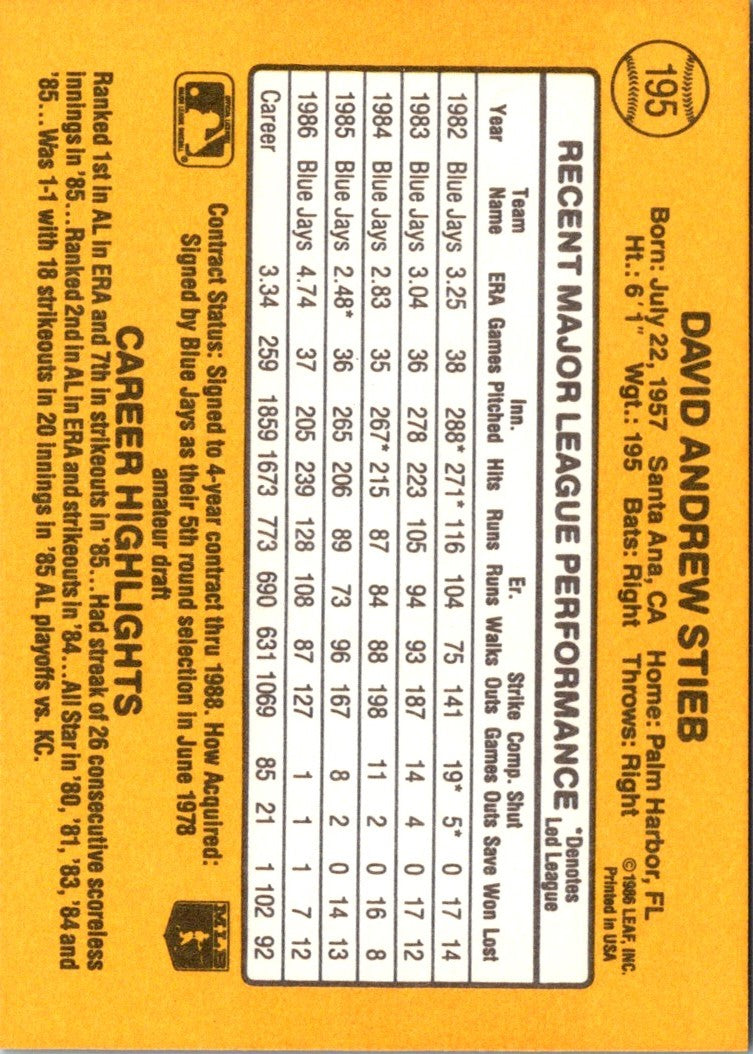 195
DAVID ANDREW STIEB
Born: July 22, 1957 Santa Ana, CA Home: Palm Harbor, FL
Ht.: 6'1" Wgt.: 195 Bats: Right Throws: Right
© 1986 LEAF, INC.
Printed in USA
RECENT MAJOR LEAGUE PERFORMANCE *Denotes Led League
Year Team Name ERA Games Inn. Pitched Hits Runs Er. Runs Walks Strike Outs Comp. Games Shut Outs Save Won Lost
1982 Blue Jays 3.25 38 288* 271* 116 104 75 141 19* 5* 0 17 14
1983 Blue Jays 3.04 36 278 223 105 94 93 187 14 4 0 17 12
1984 Blue Jays 2.83 35 267* 215 87 84 88 198 11 2 0 16 8
1985 Blue Jays 2.48* 36 265 206 89 73 96 167 8 2 0 14 13
1986 Blue Jays 4.74 37 205 239 128 108 87 127 1 1 1 7 12
Career 3.34 259 1859 1673 773 690 631 1069 85 21 1 102 92
Contract Status: Signed to 4-year contract thru 1988. How Acquired:
Signed by Blue Jays as their 5th round selection in June 1978
amateur draft
MLB
CAREER HIGHLIGHTS
Ranked 1st in AL in ERA and 7th in strikeouts in '85...Had streak of 26 consecutive scoreless
innings in '85...Ranked 2nd in AL in ERA and strikeouts in '84...All Star in '80, '81, '83, '84 and
'85...Was 1-1 with 18 strikeouts in 20 innings in '85 AL playoffs vs. KC.